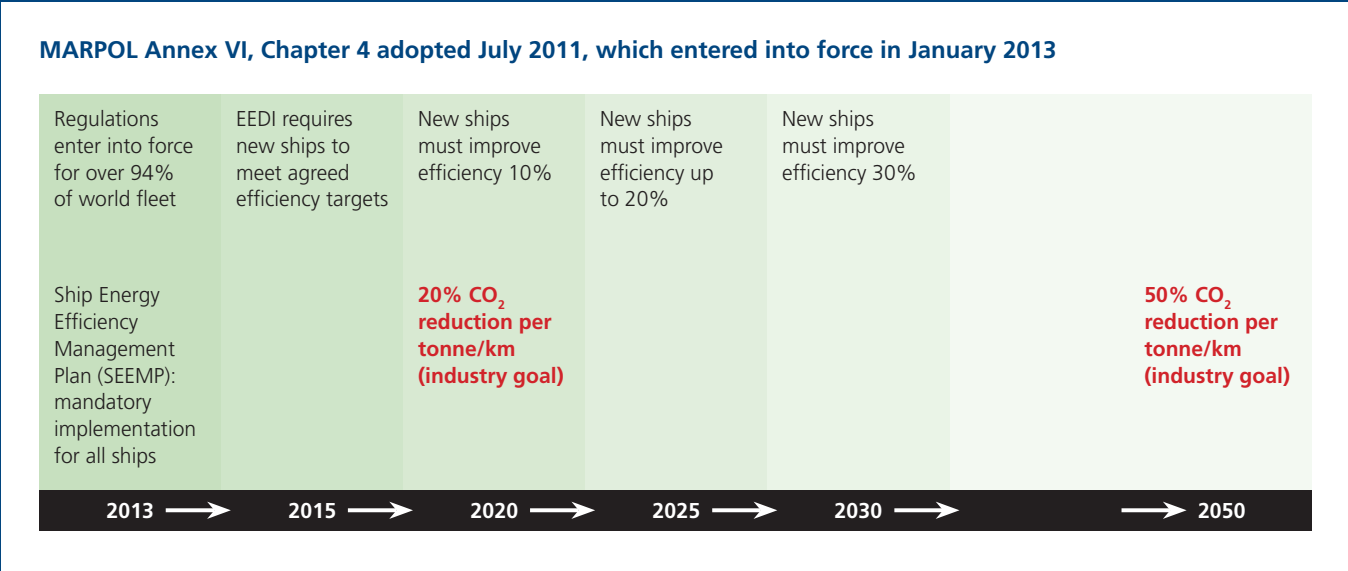 MARPOL Annex VI, Chapter 4 adopted July 2011, which entered into force in January 2013
Regulations
enter into force
for over 94%
of world fleet
EEDI requires
new ships to
meet agreed
efficiency targets
New ships
must improve
efficiency 10%
New ships
must improve
efficiency up
to 20%
New ships
must improve
efficiency 30%
Ship Energy
Efficiency
Management
Plan (SEEMP):
mandatory
implementation
for all ships
20% CO₂
reduction per
tonne/km
(industry goal)
50% CO₂
reduction per
tonne/km
(industry goal)
2013 2015 2020 2025 2030 2050